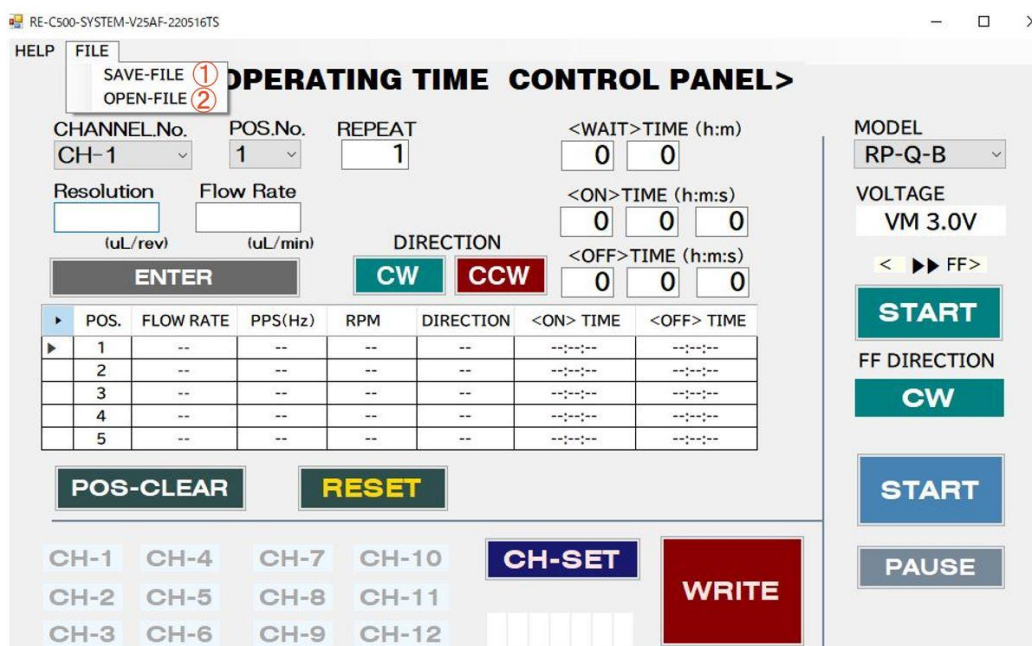 RE-C500-SYSTEM-V25AF-220516TS
HELP FILE
SAVE-FILE ①
OPEN-FILE ②
OPERATING TIME CONTROL PANEL>
CHANNEL.No. POS.No. REPEAT <WAIT>TIME (h:m) MODEL
CH-1 1 1 0 0 RP-Q-B
Resolution Flow Rate <ON>TIME (h:m:s) VOLTAGE
0 0 0 VM 3.0V
(uL/rev) (uL/min) DIRECTION <OFF>TIME (h:m:s) < ▶▶ FF>
ENTER CW CCW 0 0 0
START
POS. FLOW RATE PPS(Hz) RPM DIRECTION <ON> TIME <OFF> TIME
1 -- -- -- -- --:--:-- --:--:--
2 -- -- -- -- --:--:-- --:--:--
3 -- -- -- -- --:--:-- --:--:--
4 -- -- -- -- --:--:-- --:--:--
5 -- -- -- -- --:--:-- --:--:--
FF DIRECTION
CW
POS-CLEAR RESET START
CH-1 CH-4 CH-7 CH-10 CH-SET WRITE PAUSE
CH-2 CH-5 CH-8 CH-11
CH-3 CH-6 CH-9 CH-12